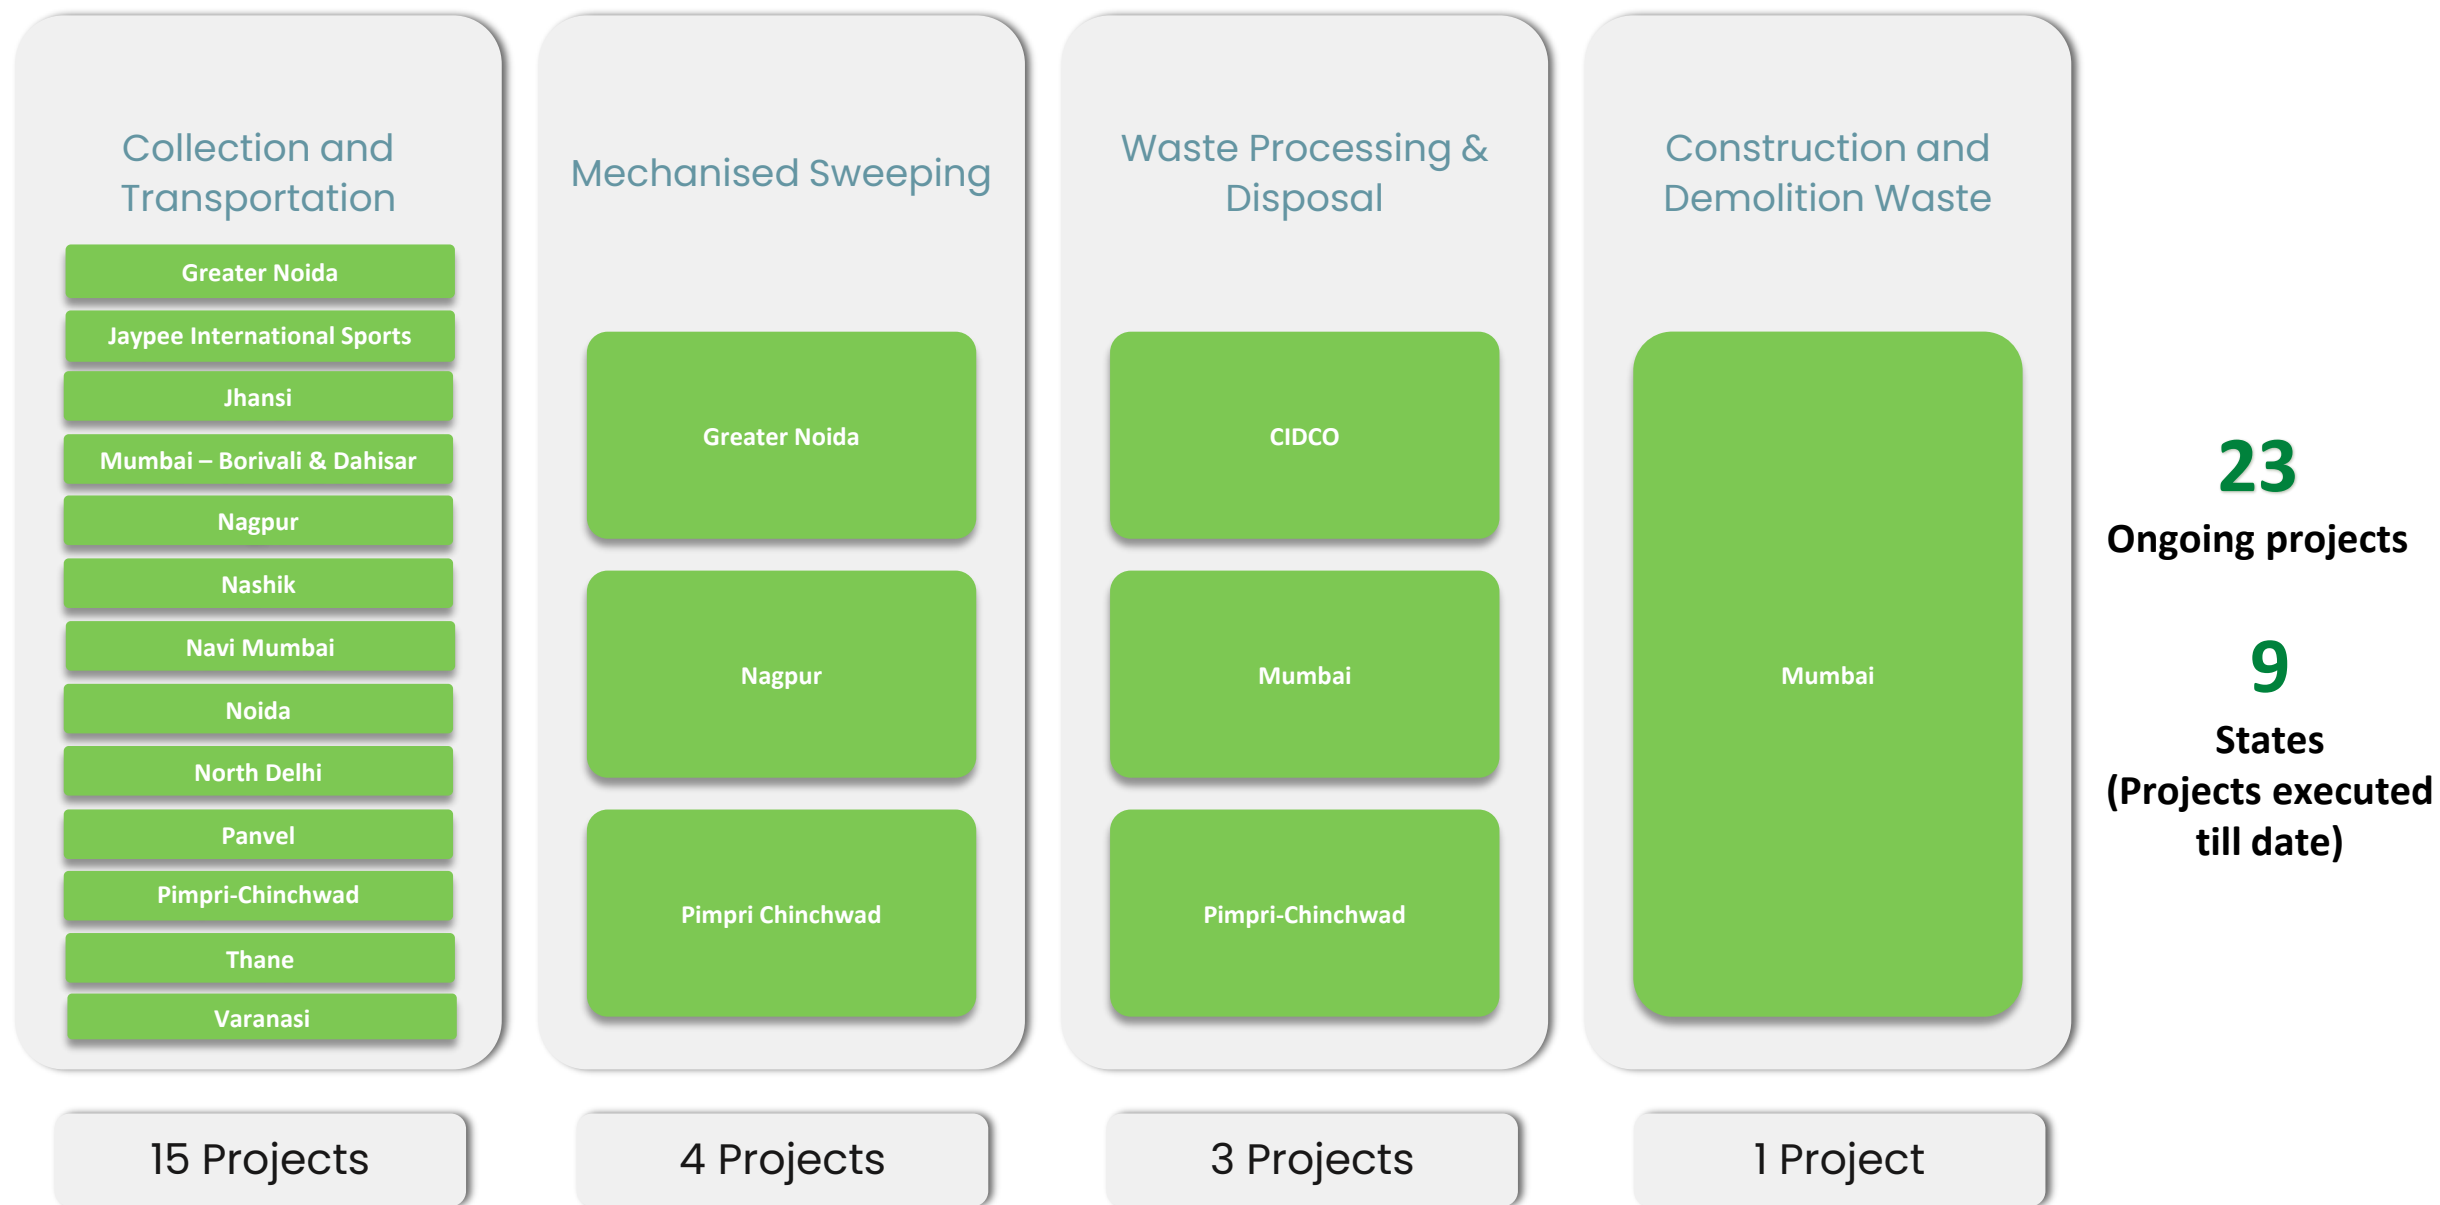 Collection and
Transportation
Greater Noida
Jaypee International Sports
Jhansi
Mumbai – Borivali & Dahisar
Nagpur
Nashik
Navi Mumbai
Noida
North Delhi
Panvel
Pimpri-Chinchwad
Thane
Varanasi
15 Projects
Mechanised Sweeping
Greater Noida
Nagpur
Pimpri Chinchwad
4 Projects
Waste Processing &
Disposal
CIDCO
Mumbai
Pimpri-Chinchwad
3 Projects
Construction and
Demolition Waste
Mumbai
1 Project
23
Ongoing projects
9
States
(Projects executed
till date)